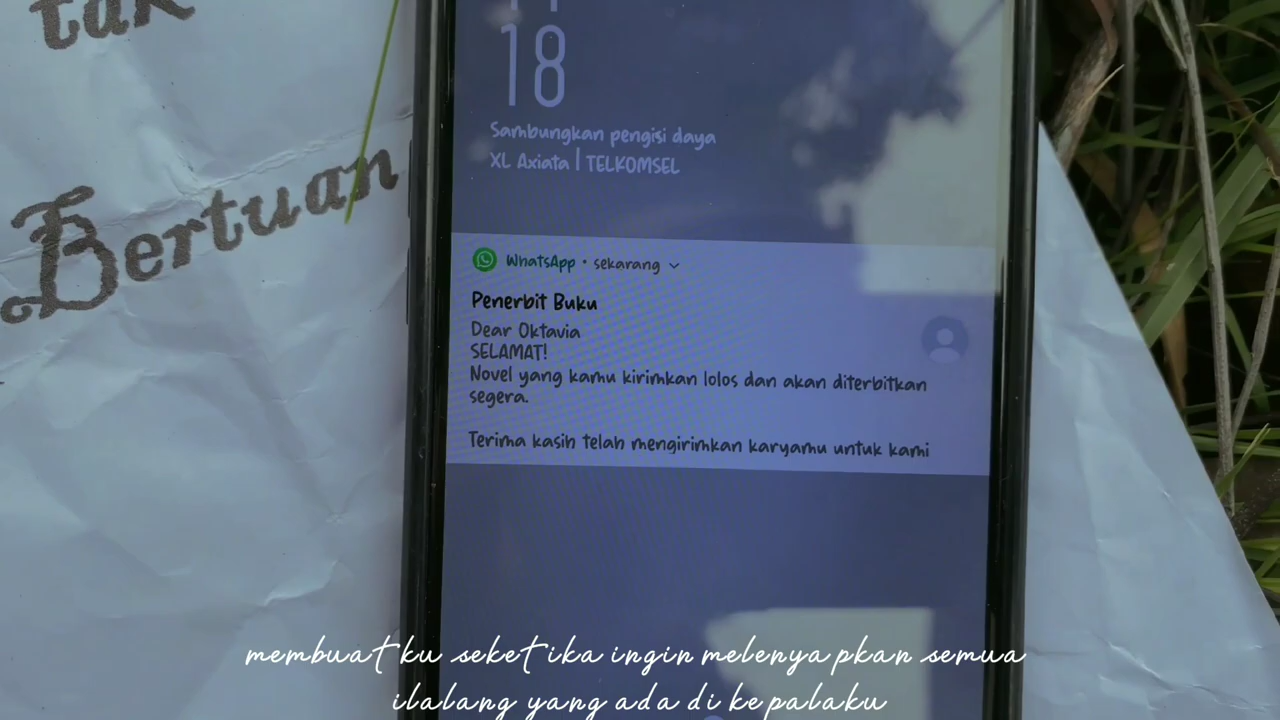 tak
Bertuan
18
Sambungkan pengisi daya
XL Axiata | TELKOMSEL
WhatsApp • sekarang
Penerbit Buku
Dear Oktavia
SELAMAT!
Novel yang kamu kirimkan lolos dan akan diterbitkan
segera.
Terima kasih telah mengirimkan karyamu untuk kami
membuatku seketika ingin melenyapkan semua
ilalang yang ada di kepalaku